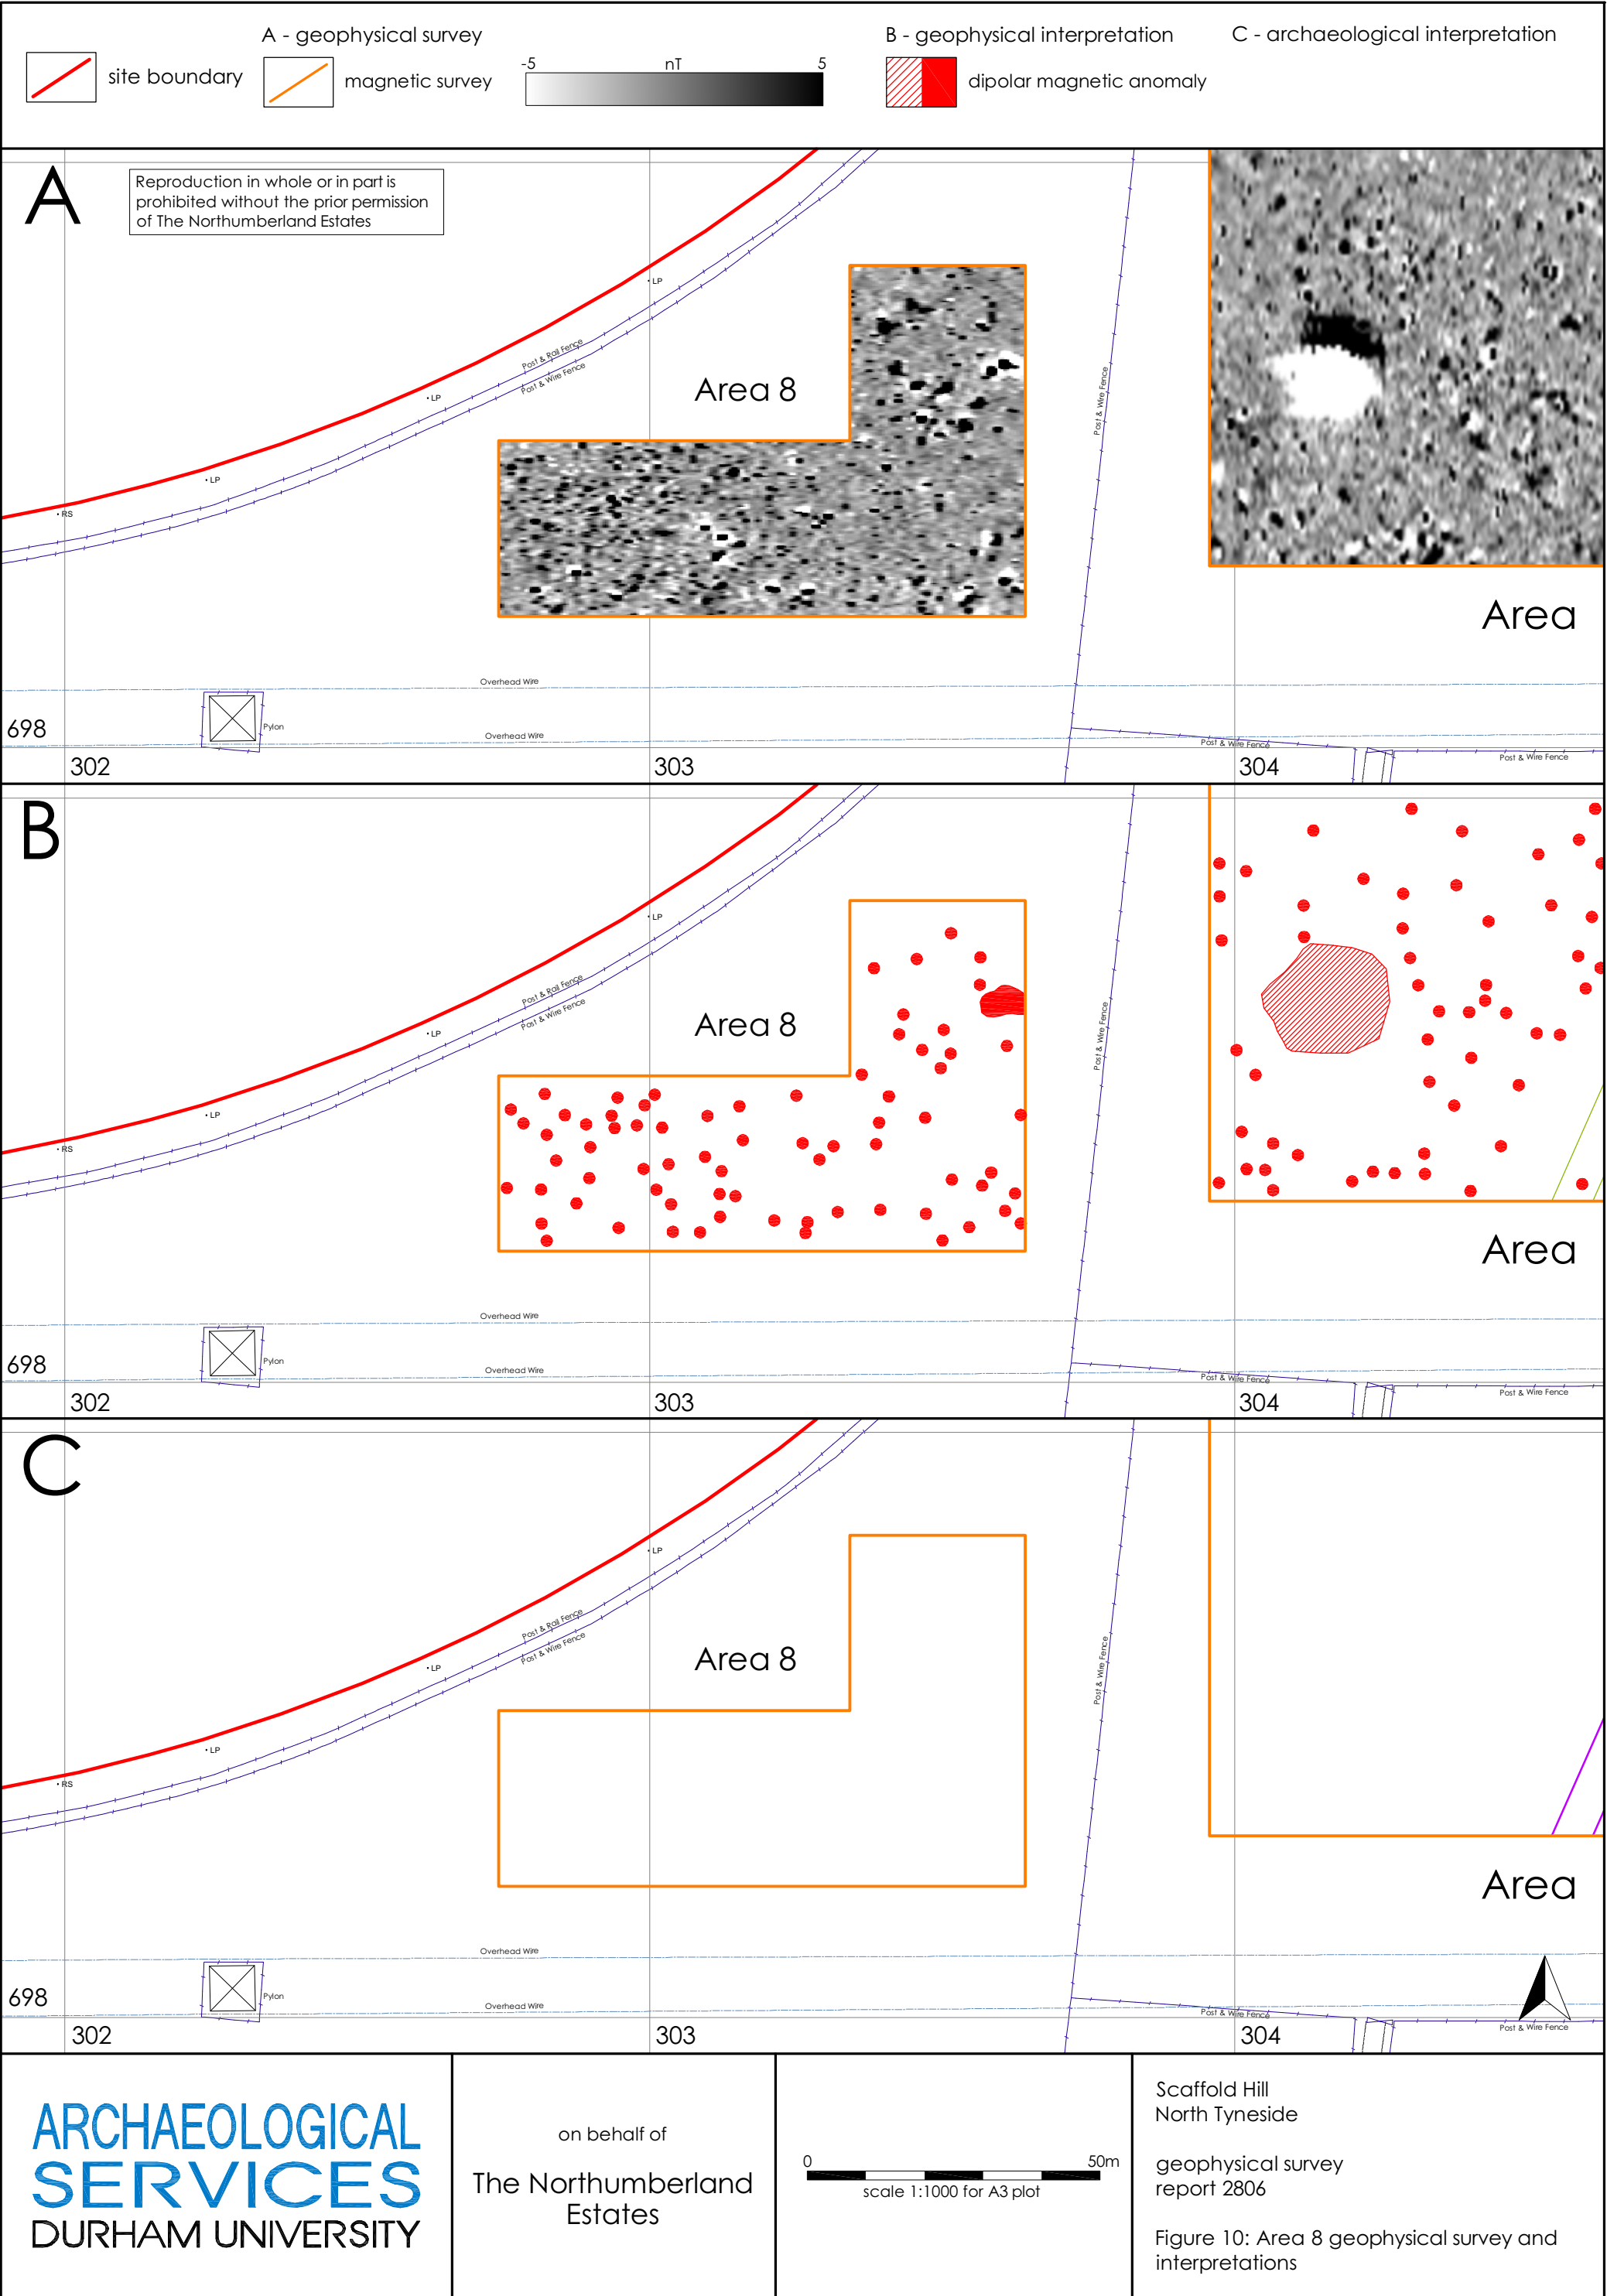 A - geophysical survey
B - geophysical interpretation
C - archaeological interpretation
site boundary
magnetic survey
-5
nT
5
dipolar magnetic anomaly
A
Reproduction in whole or in part is
prohibited without the prior permission
of The Northumberland Estates
LP
Post & Rail Fence
Post & Wire Fence
Area 8
Post & Wire Fence
LP
LP
RS
Area
Overhead Wire
698
Pylon
Overhead Wire
Post & Wire Fence
Post & Wire Fence
302
303
304
B
LP
Post & Rail Fence
Post & Wire Fence
Area 8
Post & Wire Fence
LP
LP
RS
Area
Overhead Wire
698
Pylon
Overhead Wire
Post & Wire Fence
Post & Wire Fence
302
303
304
C
LP
Post & Rail Fence
Post & Wire Fence
Area 8
Post & Wire Fence
LP
LP
RS
Area
Overhead Wire
698
Pylon
Overhead Wire
Post & Wire Fence
Post & Wire Fence
302
303
304
ARCHAEOLOGICAL
SERVICES
DURHAM UNIVERSITY
on behalf of
The Northumberland
Estates
0
50m
scale 1:1000 for A3 plot
Scaffold Hill
North Tyneside
geophysical survey
report 2806
Figure 10: Area 8 geophysical survey and
interpretations